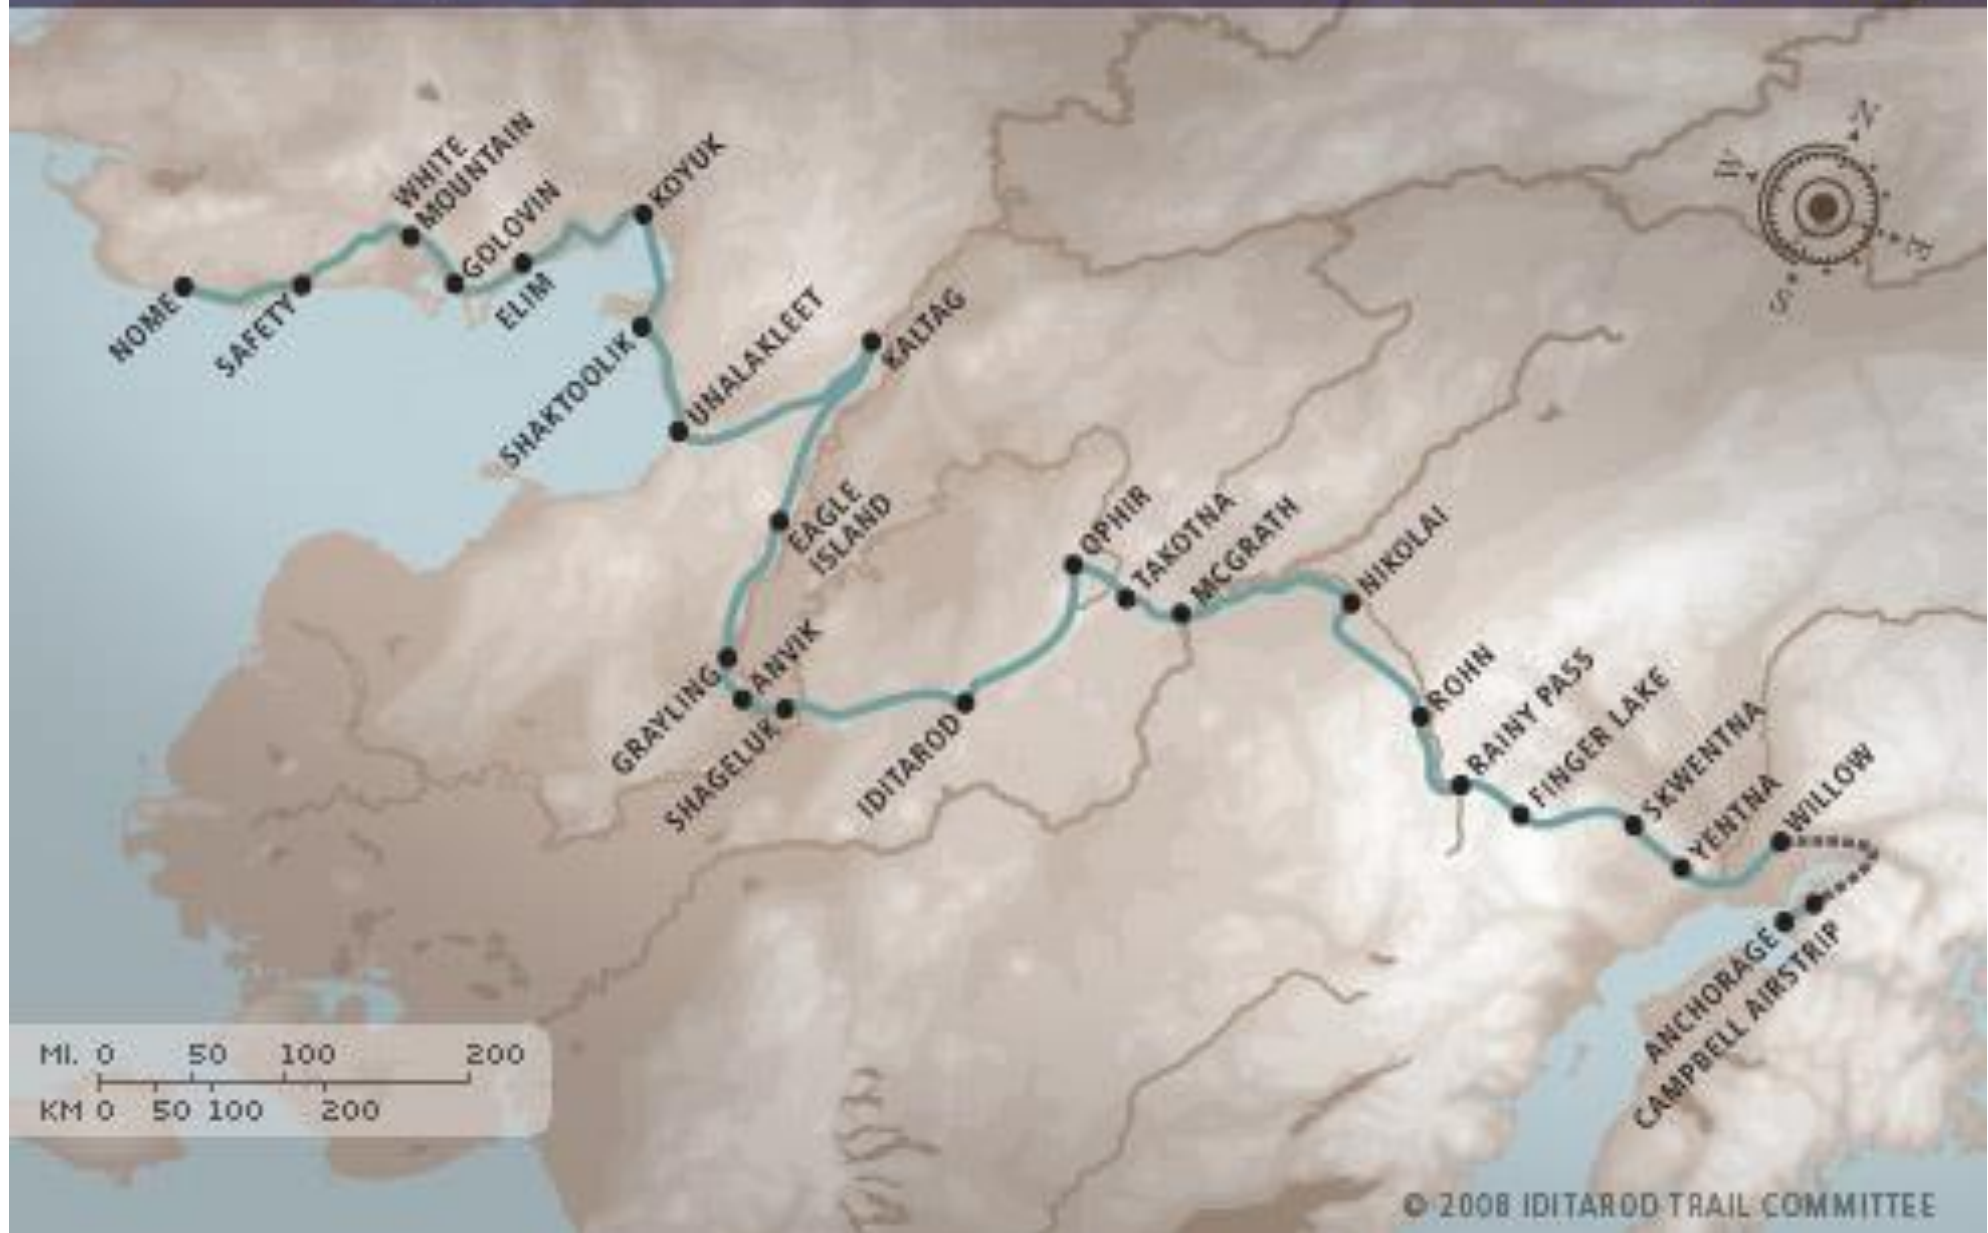 WHITE
MOUNTAIN
KOYUK
GOLOVIN
ELIM
NOME
SAFETY
SHAKTOOLIK
UNALAKLEET
KALTAG
EAGLE
ISLAND
GRAYLING
ANVIK
SHAGELUK
IDITAROD
OPHIR
TAKOTNA
MCGRATH
NIKOLAI
ROHN
RAINY PASS
FINGER LAKE
SKWENTNA
YENTNA
WILLOW
ANCHORAGE
CAMPBELL AIRSTRIP
N
W
E
S
MI. 0 50 100 200
KM 0 50 100 200
© 2008 IDITAROD TRAIL COMMITTEE